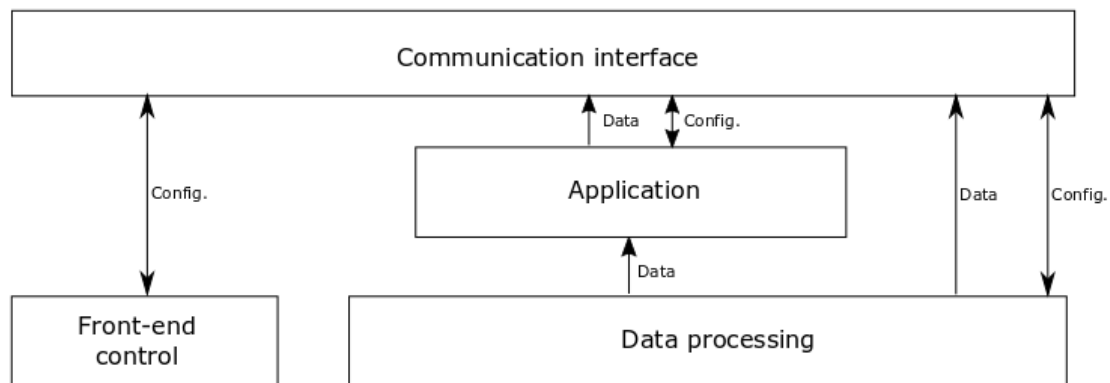 Communication interface
Data
Config.
Application
Config.
Data
Config.
Data
Front-end
control
Data processing